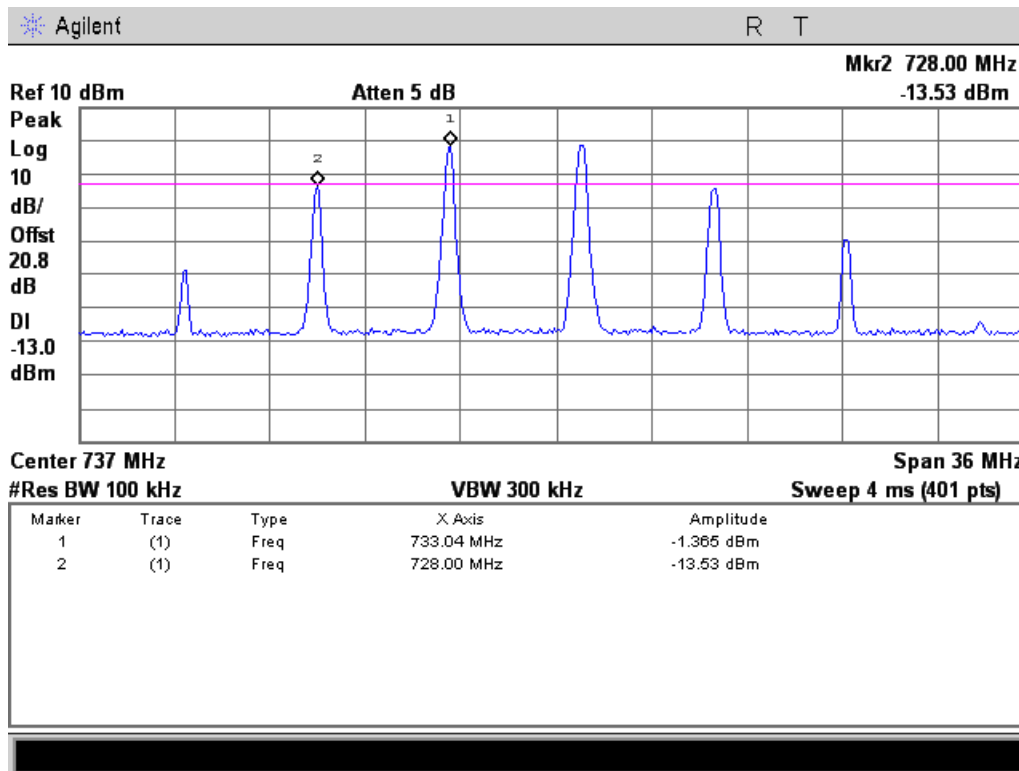 Agilent R T
Mkr2 728.00 MHz
Ref 10 dBm Atten 5 dB -13.53 dBm
Peak
Log
10
dB/
Offst
20.8
dB
DI
-13.0
dBm
1
2
Center 737 MHz Span 36 MHz
#Res BW 100 kHz VBW 300 kHz Sweep 4 ms (401 pts)
Marker Trace Type X Axis Amplitude
1 (1) Freq 733.04 MHz -1.365 dBm
2 (1) Freq 728.00 MHz -13.53 dBm